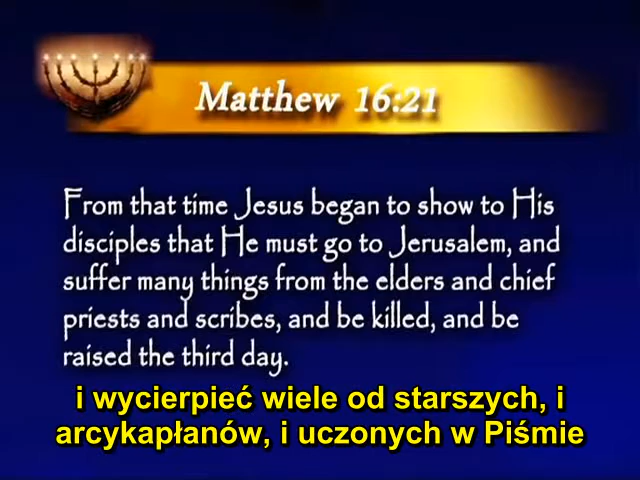 Matthew 16:21
From that time Jesus began to show to His
disciples that He must go to Jerusalem, and
suffer many things from the elders and chief
priests and scribes, and be killed, and be
raised the third day.
i wycierpieć wiele od starszych, i
arcykapłanów, i uczonych w Piśmie